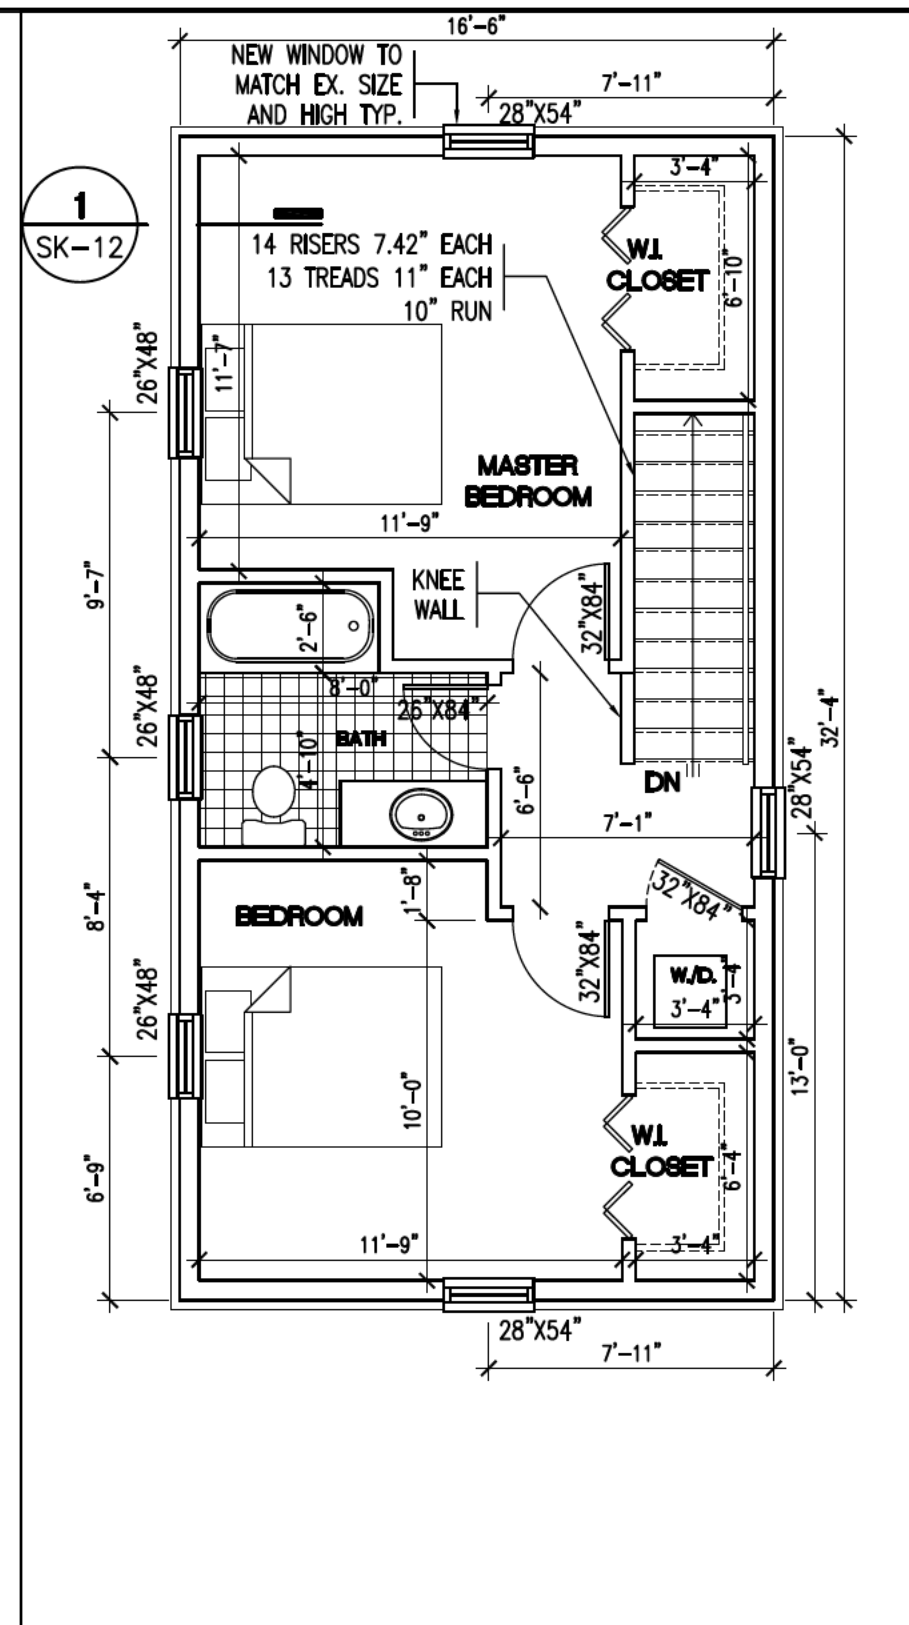 16'-6"
NEW WINDOW TO
MATCH EX. SIZE
AND HIGH TYP.
7'-11"
28"X54"
1
SK-12
3'-4"
14 RISERS 7.42" EACH
13 TREADS 11" EACH
10" RUN
W.I.
CLOSET
6'-10"
26"X48"
11'-7"
MASTER
BEDROOM
11'-9"
9'-7"
KNEE
WALL
32"X84"
2'-6"
8'-0"
26"X84"
26"X48"
BATH
4'-10"
6'-6"
DN
7'-1"
28"X54"
32'-4"
8'-4"
BEDROOM
1'-8"
32"X84"
32"X84"
W./D.
3'-4"
3'-4"
26"X48"
13'-0"
10'-0"
W.I.
CLOSET
6'-4"
6'-9"
11'-9"
3'-4"
28"X54"
7'-11"